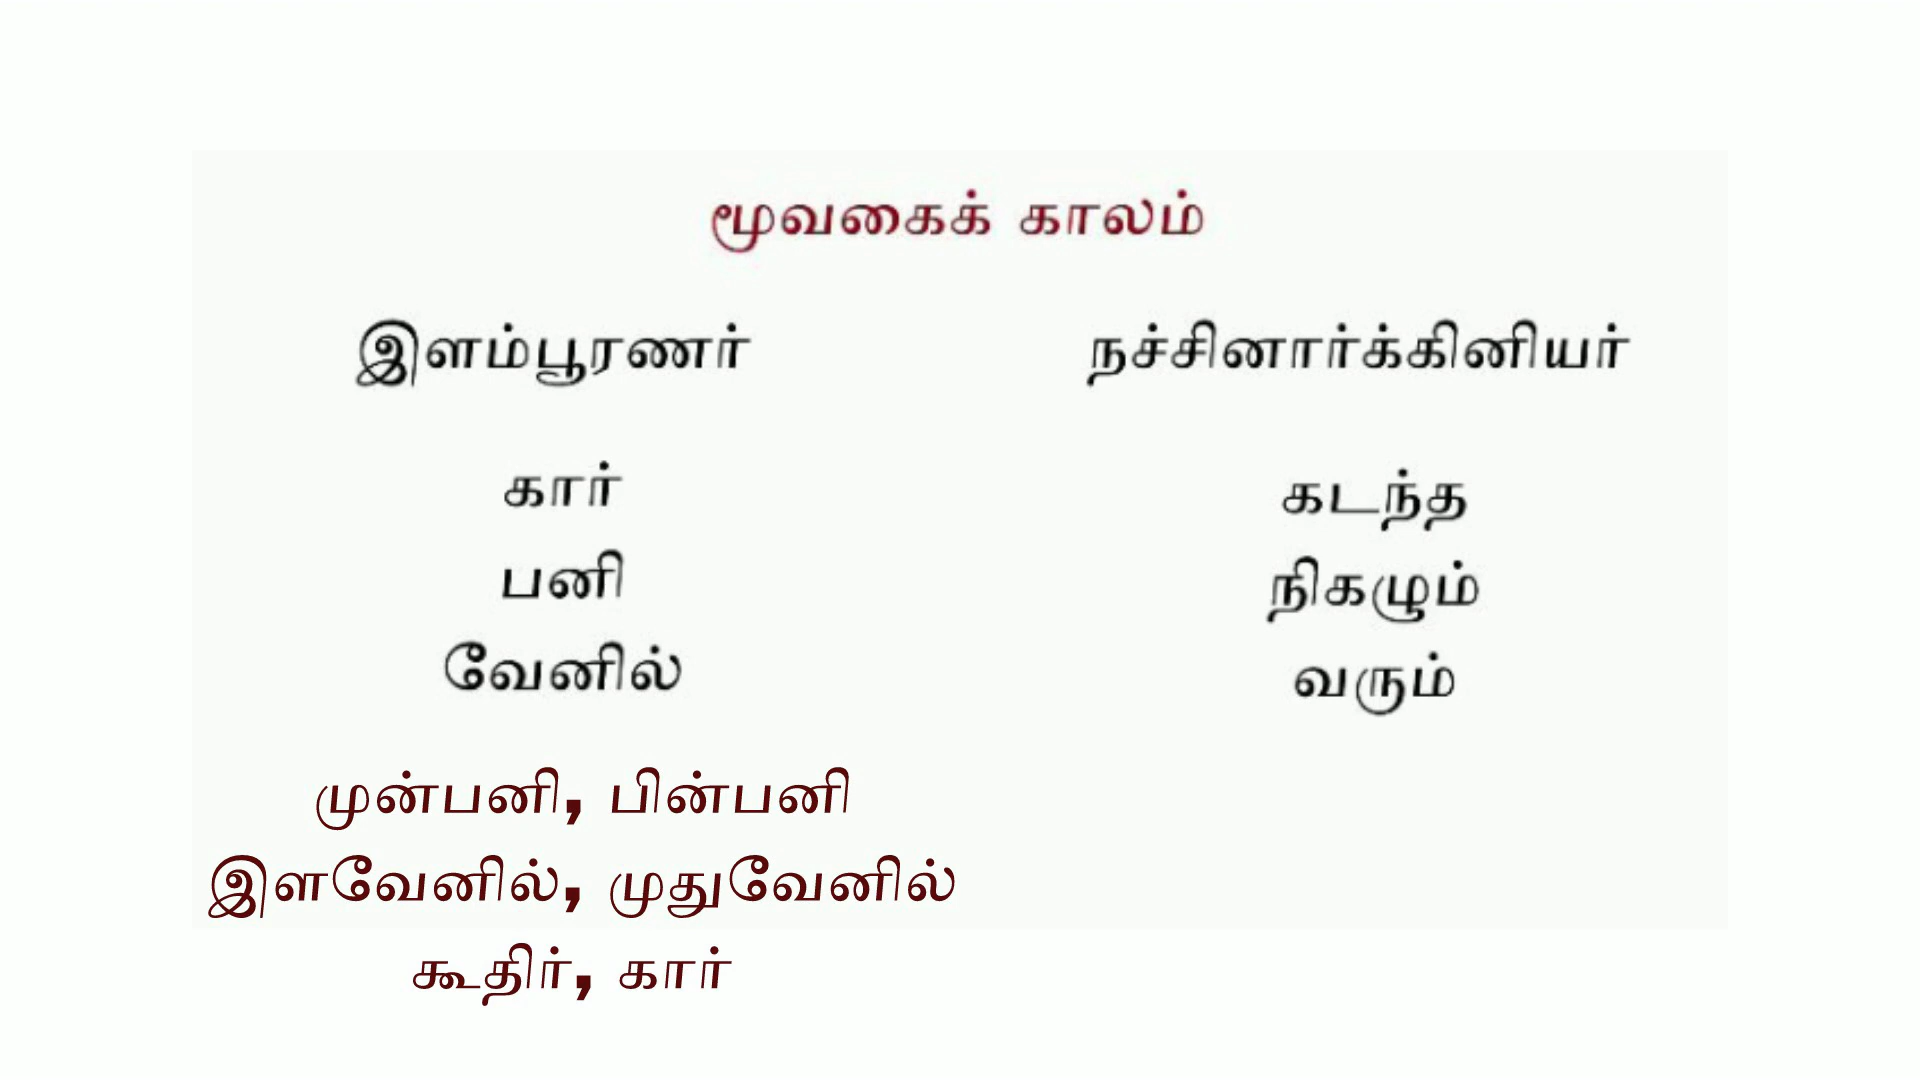 மூவகைக் காலம்
இளம்பூரணர்
கார்
பனி
வேனில்
நச்சினார்க்கினியர்
கடந்த
நிகழும்
வரும்
முன்பனி, பின்பனி
இளவேனில், முதுவேனில்
கூதிர், கார்